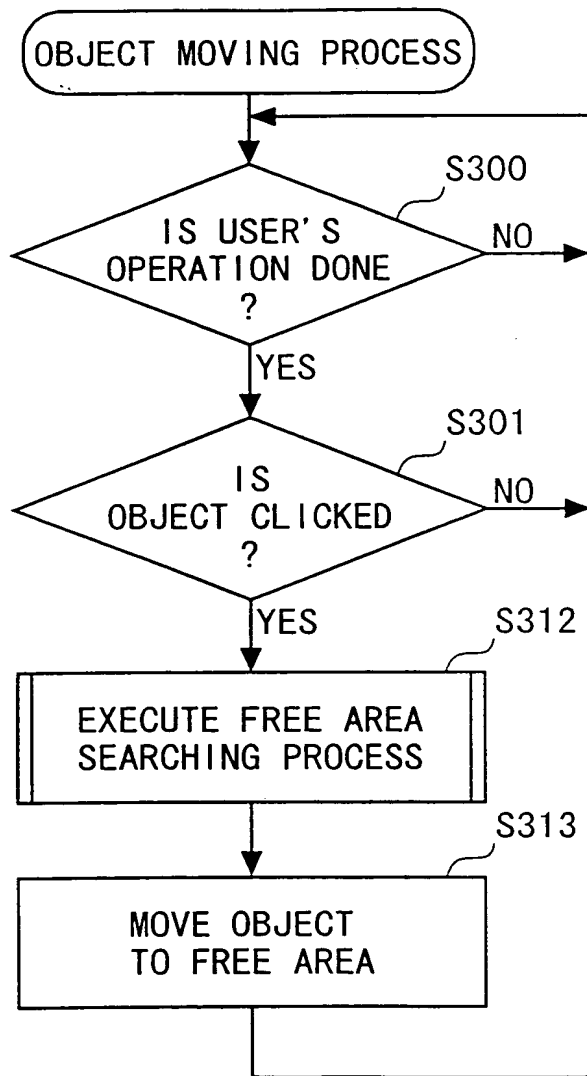 OBJECT MOVING PROCESS
S300
IS USER'S
OPERATION DONE
?
NO
YES
S301
IS
OBJECT CLICKED
?
NO
YES
S312
EXECUTE FREE AREA
SEARCHING PROCESS
S313
MOVE OBJECT
TO FREE AREA